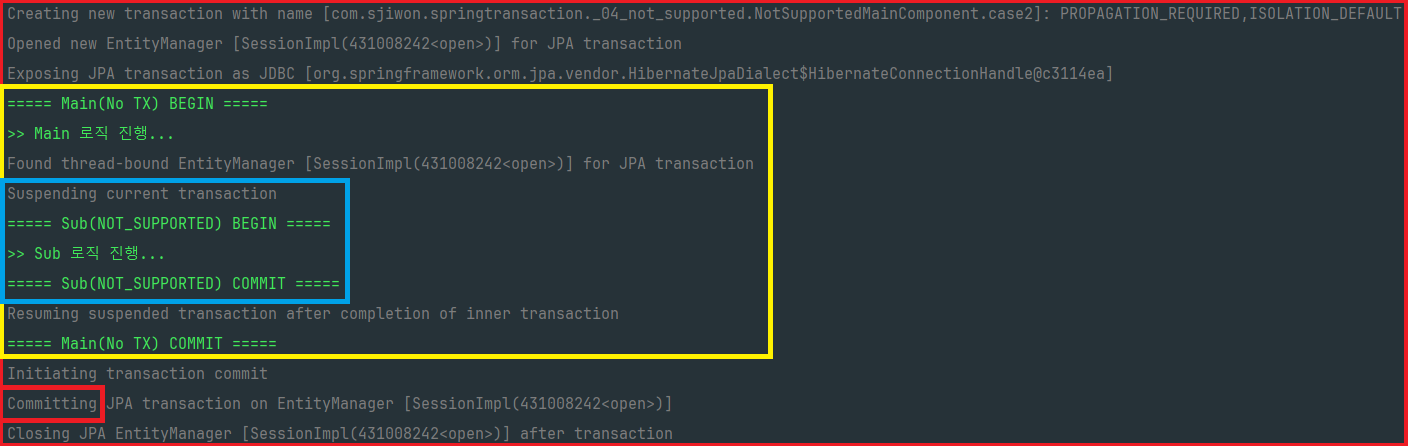 Creating new transaction with name [com.sjiwon.springtransaction._04_not_supported.NotSupportedMainComponent.case2]: PROPAGATION_REQUIRED,ISOLATION_DEFAULT
Opened new EntityManager [SessionImpl(431008242<open>)] for JPA transaction
Exposing JPA transaction as JDBC [org.springframework.orm.jpa.vendor.HibernateJpaDialect$HibernateConnectionHandle@c3114ea]
===== Main(No TX) BEGIN =====
>> Main 로직 진행...
Found thread-bound EntityManager [SessionImpl(431008242<open>)] for JPA transaction
Suspending current transaction
===== Sub(NOT_SUPPORTED) BEGIN =====
>> Sub 로직 진행...
===== Sub(NOT_SUPPORTED) COMMIT =====
Resuming suspended transaction after completion of inner transaction
===== Main(No TX) COMMIT =====
Initiating transaction commit
Committing JPA transaction on EntityManager [SessionImpl(431008242<open>)]
Closing JPA EntityManager [SessionImpl(431008242<open>)] after transaction